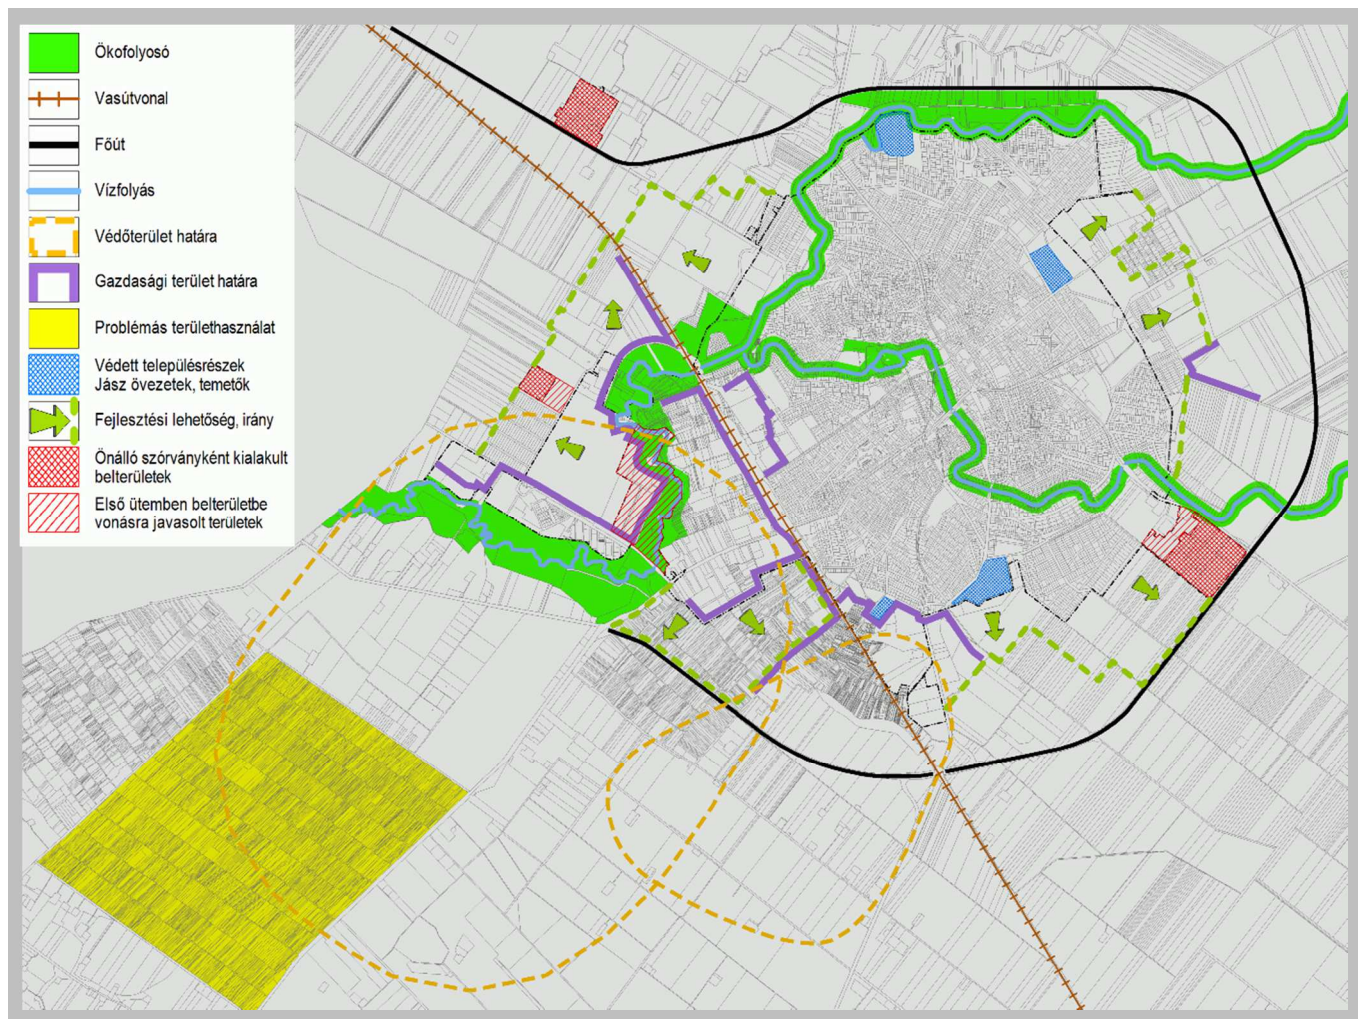 Ökofolyosó
Vasútvonal
Főút
Vízfolyás
Védőterület határa
Gazdasági terület határa
Problémás területhasználat
Védett településrészek
Jász övezetek, temetők
Fejlesztési lehetőség, irány
Önálló szórványként kialakult
belterületek
Első ütemben belterületbe
vonásra javasolt területek